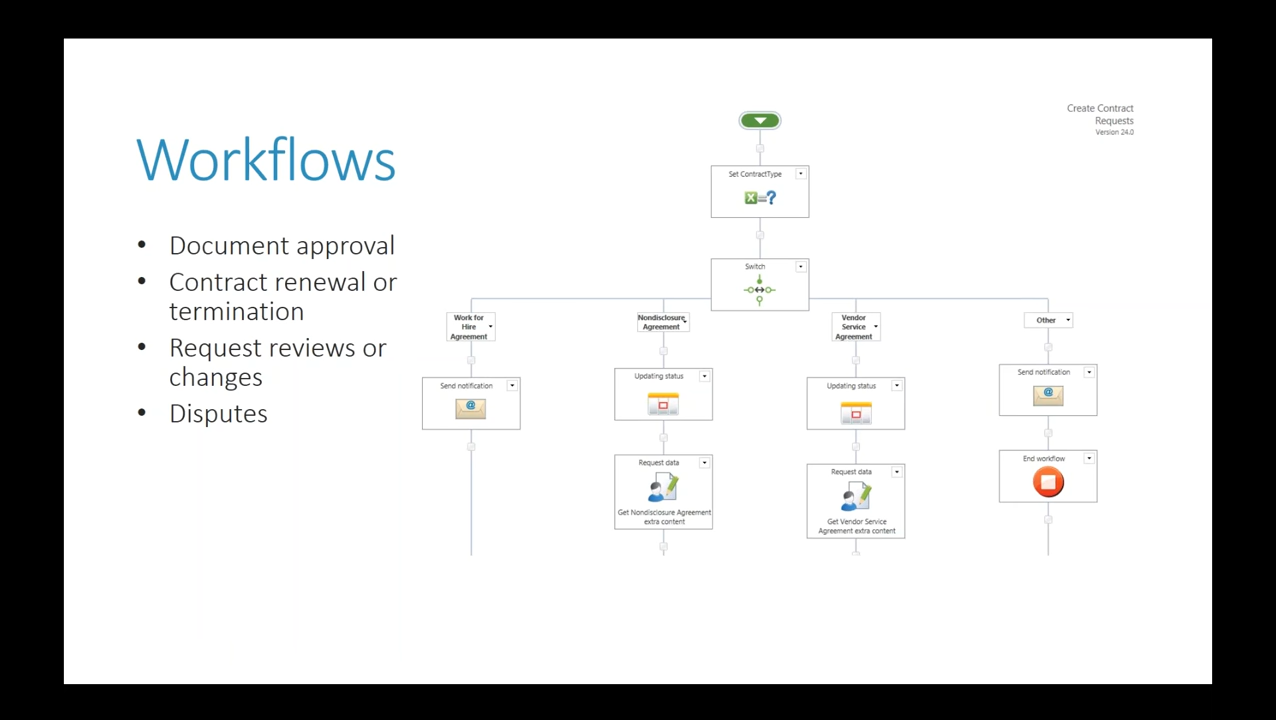 Workflows
• Document approval
• Contract renewal or
termination
• Request reviews or
changes
• Disputes
Create Contract
Requests
Version 24.0
Set ContractType
Switch
Work for
Hire
Agreement
Send notification
Nondisclosure
Agreement
Updating status
Request data
Get Nondisclosure Agreement
extra content
Vendor
Service
Agreement
Updating status
Request data
Get Vendor Service
Agreement extra content
Other
Send notification
End workflow